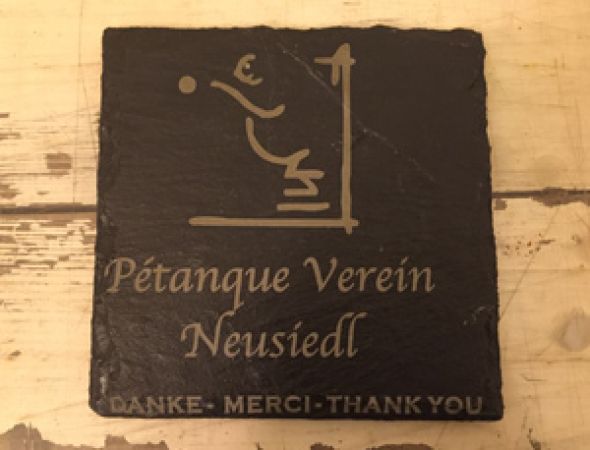 Pétanque Verein
Neusiedl
DANKE - MERCI - THANK YOU